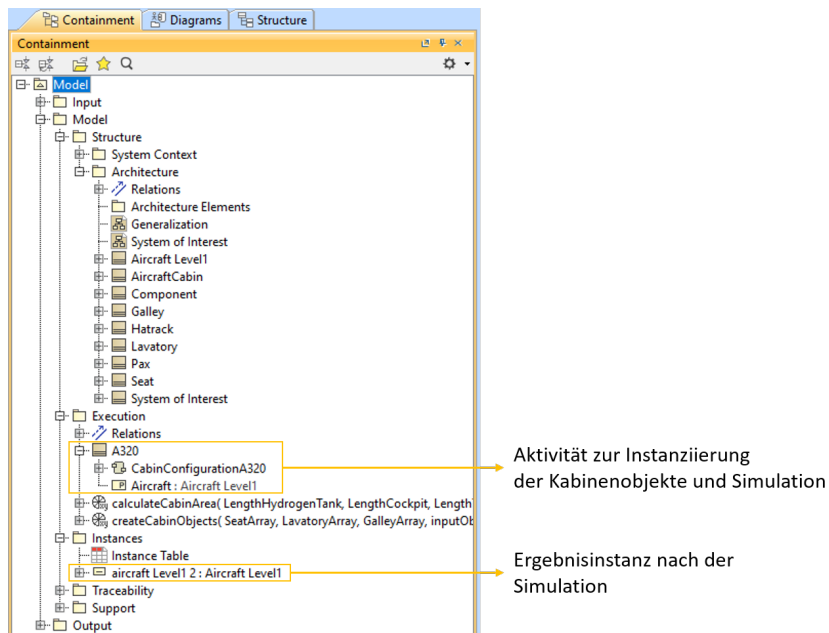 Containment Diagrams Structure
Containment
Model
Input
Model
Structure
System Context
Architecture
Relations
Architecture Elements
Generalization
System of Interest
Aircraft Level1
AircraftCabin
Component
Galley
Hatrack
Lavatory
Pax
Seat
System of Interest
Execution
Relations
A320
CabinConfigurationA320
Aircraft : Aircraft Level1
calculateCabinArea( LengthHydrogenTank, LengthCockpit, Length
createCabinObjects( SeatArray, LavatoryArray, GalleyArray, inputOb
Instances
Instance Table
aircraft Level1 2 : Aircraft Level1
Traceability
Support
Output
Aktivität zur Instanziierung
der Kabinenobjekte und Simulation
Ergebnisinstanz nach der
Simulation